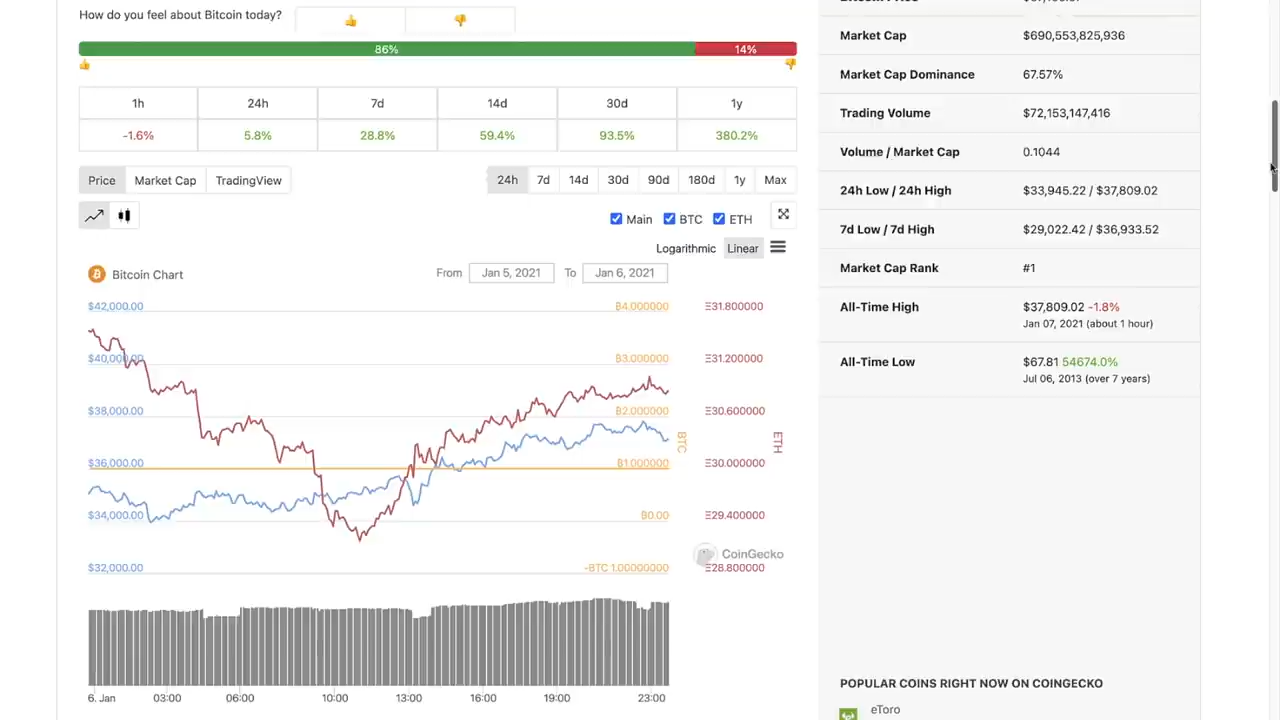 How do you feel about Bitcoin today?
86%
14%
1h 24h 7d 14d 30d 1y
-1.6% 5.8% 28.8% 59.4% 93.5% 380.2%
Price Market Cap TradingView
24h 7d 14d 30d 90d 180d 1y Max
Main BTC ETH
Logarithmic Linear
Bitcoin Chart
From Jan 5, 2021 To Jan 6, 2021
$42,000.00 Ƀ4.000000 Ξ31.800000
$40,000.00 Ƀ3.000000 Ξ31.200000
$38,000.00 Ƀ2.000000 Ξ30.600000
BTC
ETH
$36,000.00 Ƀ1.000000 Ξ30.000000
$34,000.00 Ƀ0.00 Ξ29.400000
CoinGecko
$32,000.00 -BTC 1.00000000 Ξ28.800000
6. Jan 03:00 06:00 10:00 13:00 16:00 19:00 23:00
Market Cap $690,553,825,936
Market Cap Dominance 67.57%
Trading Volume $72,153,147,416
Volume / Market Cap 0.1044
24h Low / 24h High $33,945.22 / $37,809.02
7d Low / 7d High $29,022.42 / $36,933.52
Market Cap Rank #1
All-Time High $37,809.02 -1.8%
Jan 07, 2021 (about 1 hour)
All-Time Low $67.81 54674.0%
Jul 06, 2013 (over 7 years)
POPULAR COINS RIGHT NOW ON COINGECKO
eToro